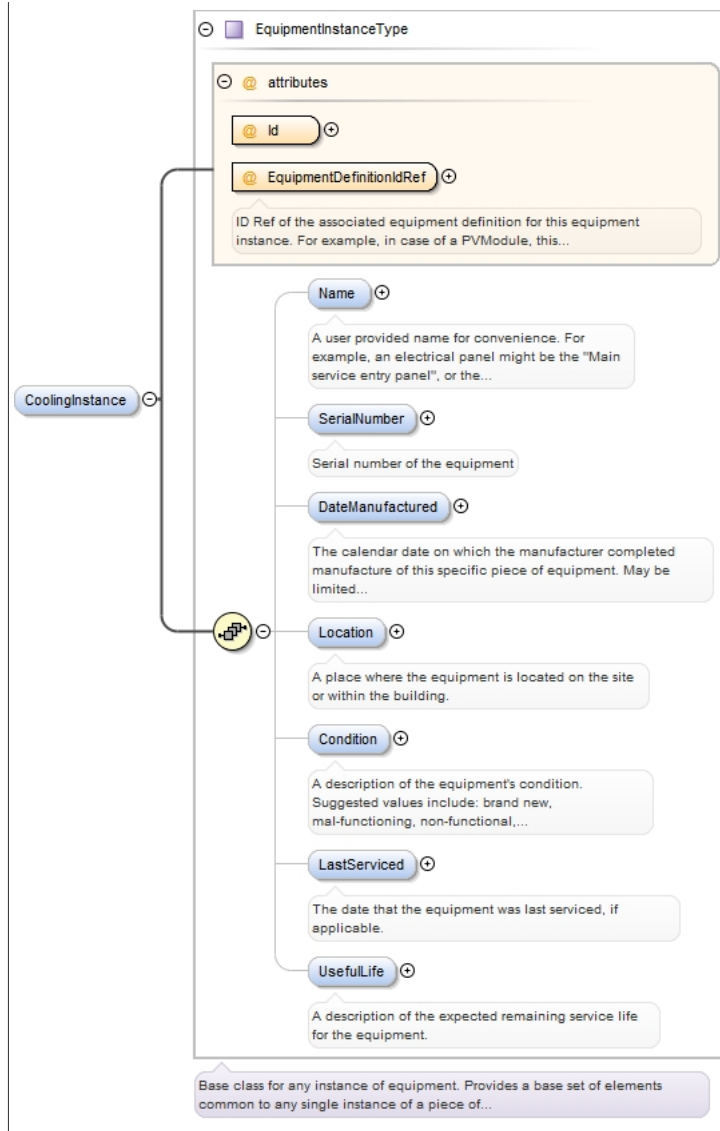 EquipmentInstanceType
@ attributes
@ Id
@ EquipmentDefinitionIdRef
ID Ref of the associated equipment definition for this equipment
instance. For example, in case of a PVModule, this...
Name
A user provided name for convenience. For
example, an electrical panel might be the "Main
service entry panel", or the...
CoolingInstance
SerialNumber
Serial number of the equipment
DateManufactured
The calendar date on which the manufacturer completed
manufacture of this specific piece of equipment. May be
limited...
Location
A place where the equipment is located on the site
or within the building.
Condition
A description of the equipment's condition.
Suggested values include: brand new,
mal-functioning, non-functional,...
LastServiced
The date that the equipment was last serviced, if
applicable.
UsefulLife
A description of the expected remaining service life
for the equipment.
Base class for any instance of equipment. Provides a base set of elements
common to any single instance of a piece of...